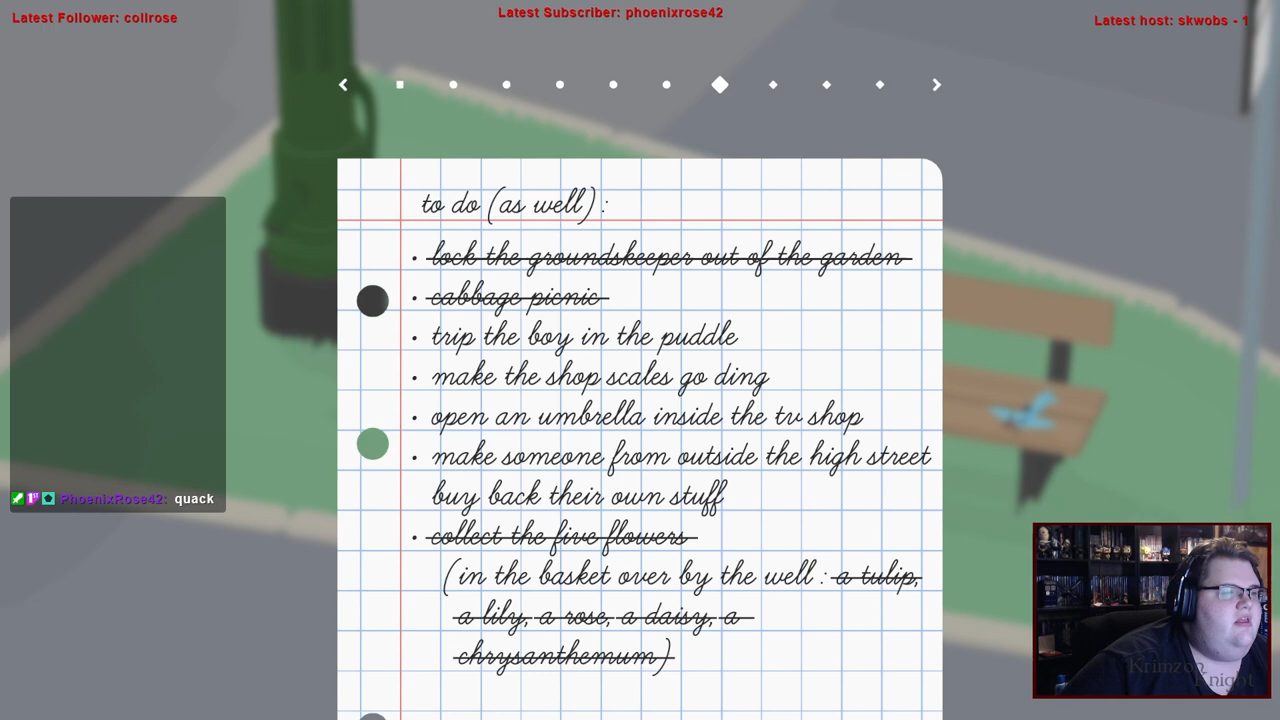 Latest Follower: collrose
Latest Subscriber: phoenixrose42
Latest host: skwobs - 1
to do (as well) :
• lock the groundskeeper out of the garden
• cabbage picnic
• trip the boy in the puddle
• make the shop scales go ding
• open an umbrella inside the tv shop
• make someone from outside the high street
buy back their own stuff
• collect the five flowers
(in the basket over by the well : a tulip,
a lily, a rose, a daisy, a
chrysanthemum)
PhoenixRose42: quack
Krimzon
Knight